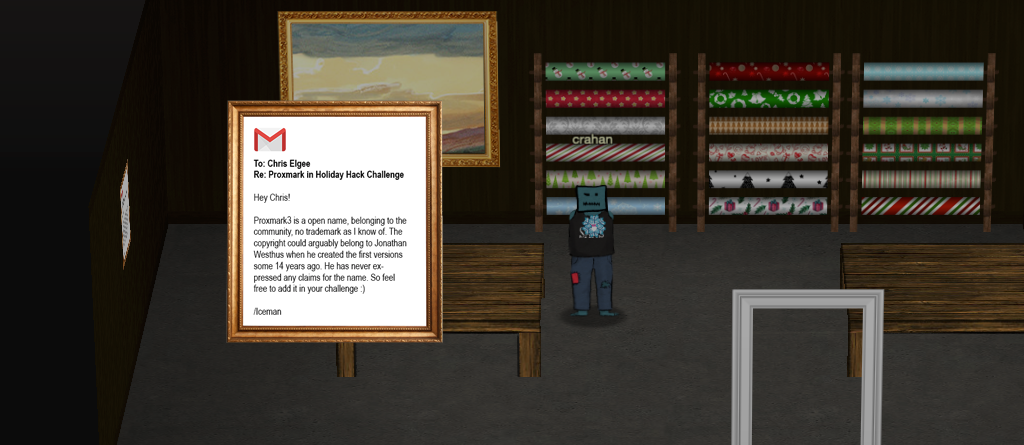 To: Chris Elgee
Re: Proxmark in Holiday Hack Challenge
Hey Chris!
Proxmark3 is a open name, belonging to the
community, no trademark as I know of. The
copyright could arguably belong to Jonathan
Westhus when he created the first versions
some 14 years ago. He has never ex-
pressed any claims for the name. So feel
free to add it in your challenge :)
/Iceman
crahan